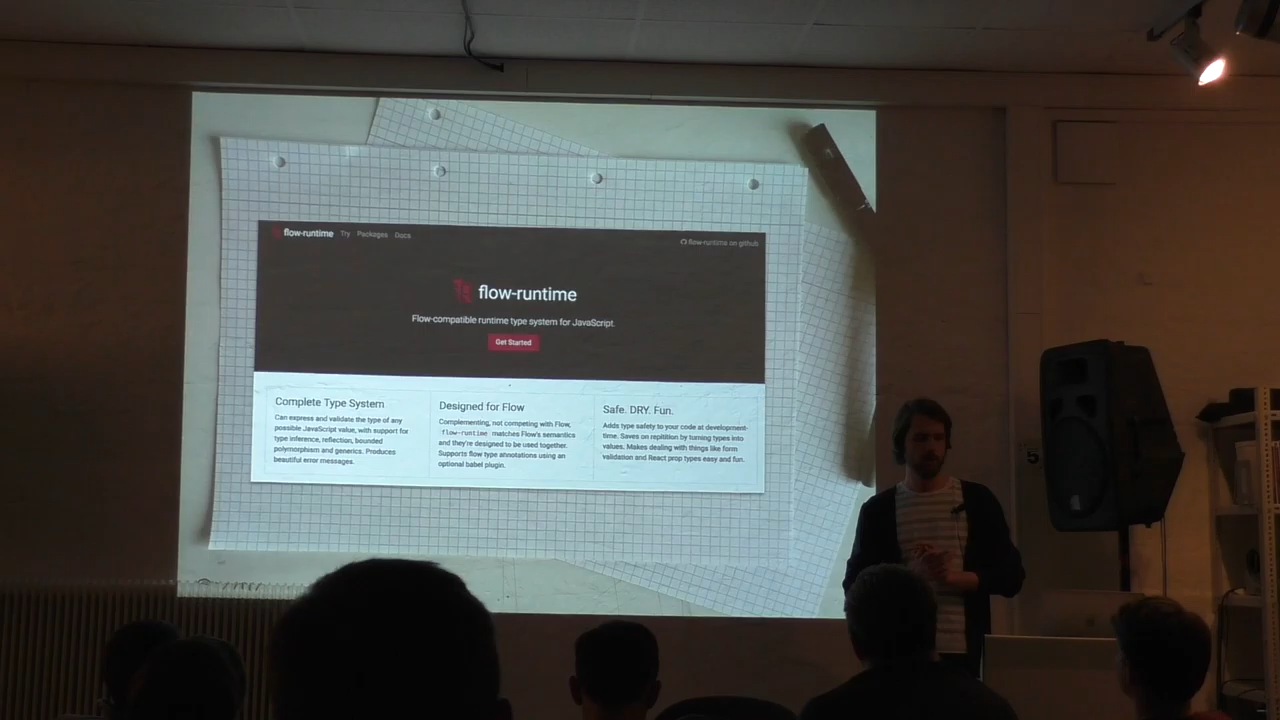 flow-runtime Try Packages Docs
flow-runtime on github
flow-runtime
Flow-compatible runtime type system for JavaScript.
Get Started
Complete Type System
Can express and validate the type of any
possible JavaScript value, with support for
type inference, reflection, bounded
polymorphism and generics. Produces
beautiful error messages.
Designed for Flow
Complementing, not competing with Flow,
flow-runtime matches Flow's semantics
and they're designed to be used together.
Supports flow type annotations using an
optional babel plugin.
Safe. DRY. Fun.
Adds type safety to your code at development-
time. Saves on repitition by turning types into
values. Makes dealing with things like form
validation and React prop types easy and fun.
5